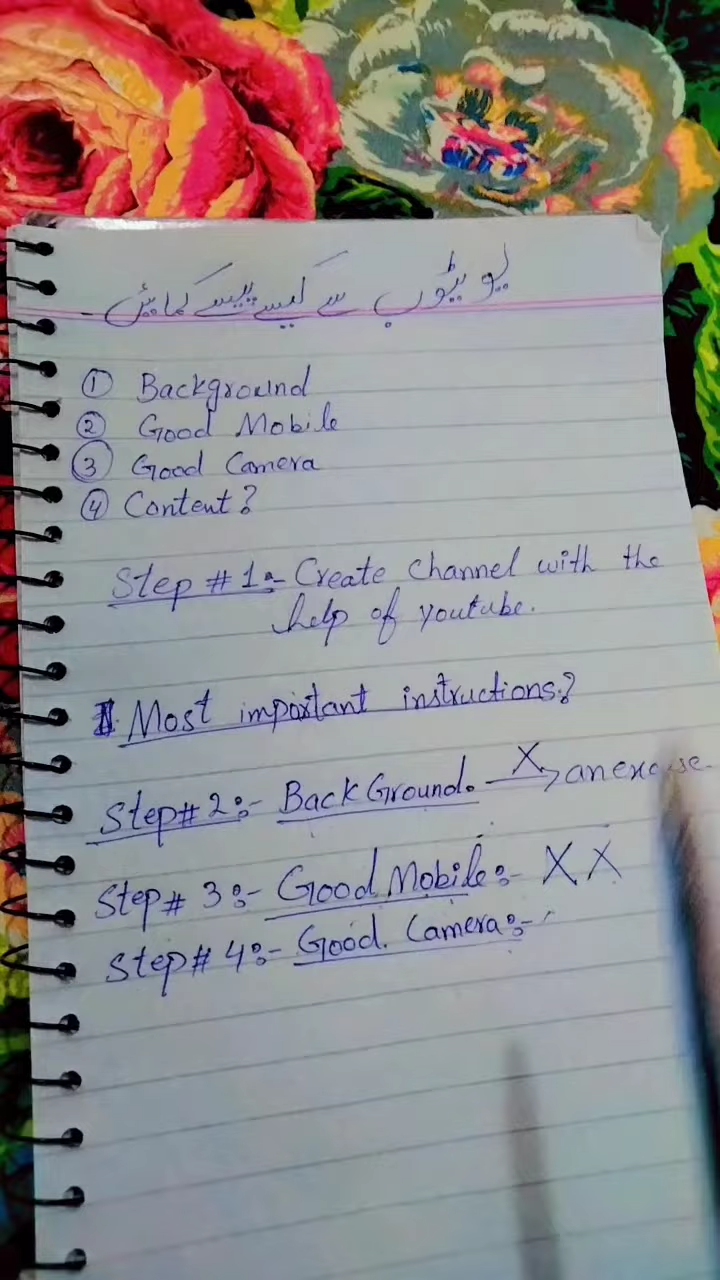 یوٹیوب سے کیسے پیسے کمائیں -
① Background
② Good Mobile
③ Good Camera
④ Content?
Step # 1:- Create Channel with the
help of youtube.
Most important instructions:?
Step# 2:- BackGround. X → an excuse.
Step# 3:- Good Mobile:- X X
Step# 4:- Good. Camera:-